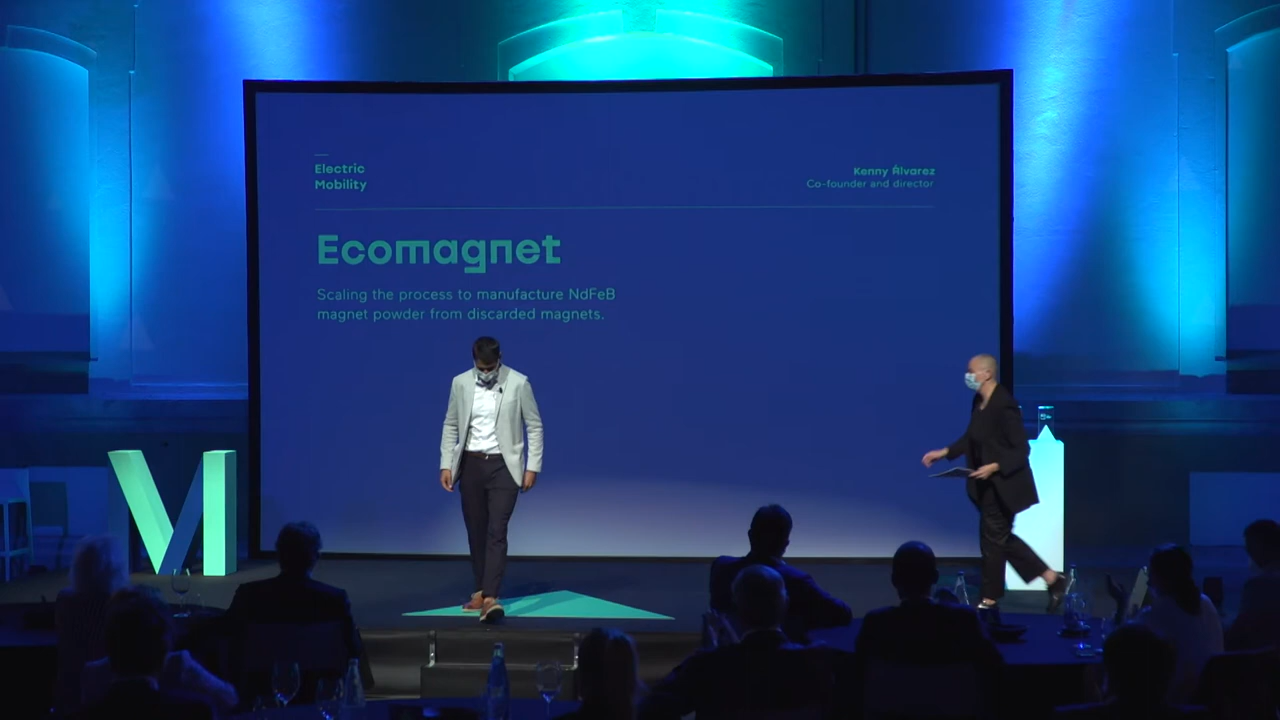 Electric
Mobility
Kenny Álvarez
Co-founder and director
Ecomagnet
Scaling the process to manufacture NdFeB
magnet powder from discarded magnets.
M